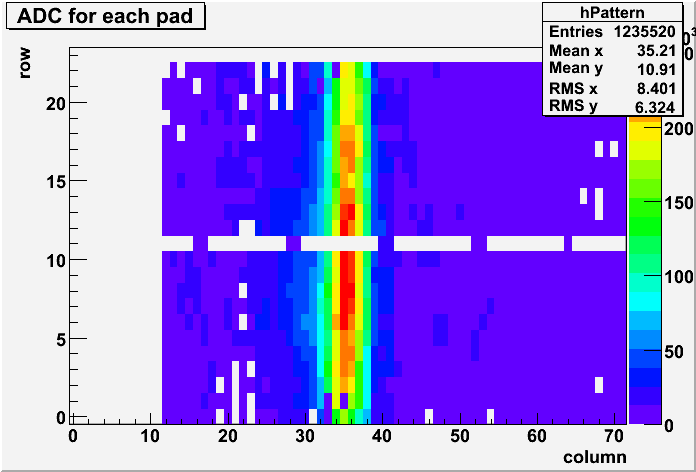 ADC for each pad
hPattern
Entries 1235520
Mean x 35.21
Mean y 10.91
RMS x 8.401
RMS y 6.324
row
20
15
10
5
0
0 10 20 30 40 50 60 70
column
200
150
100
50
0